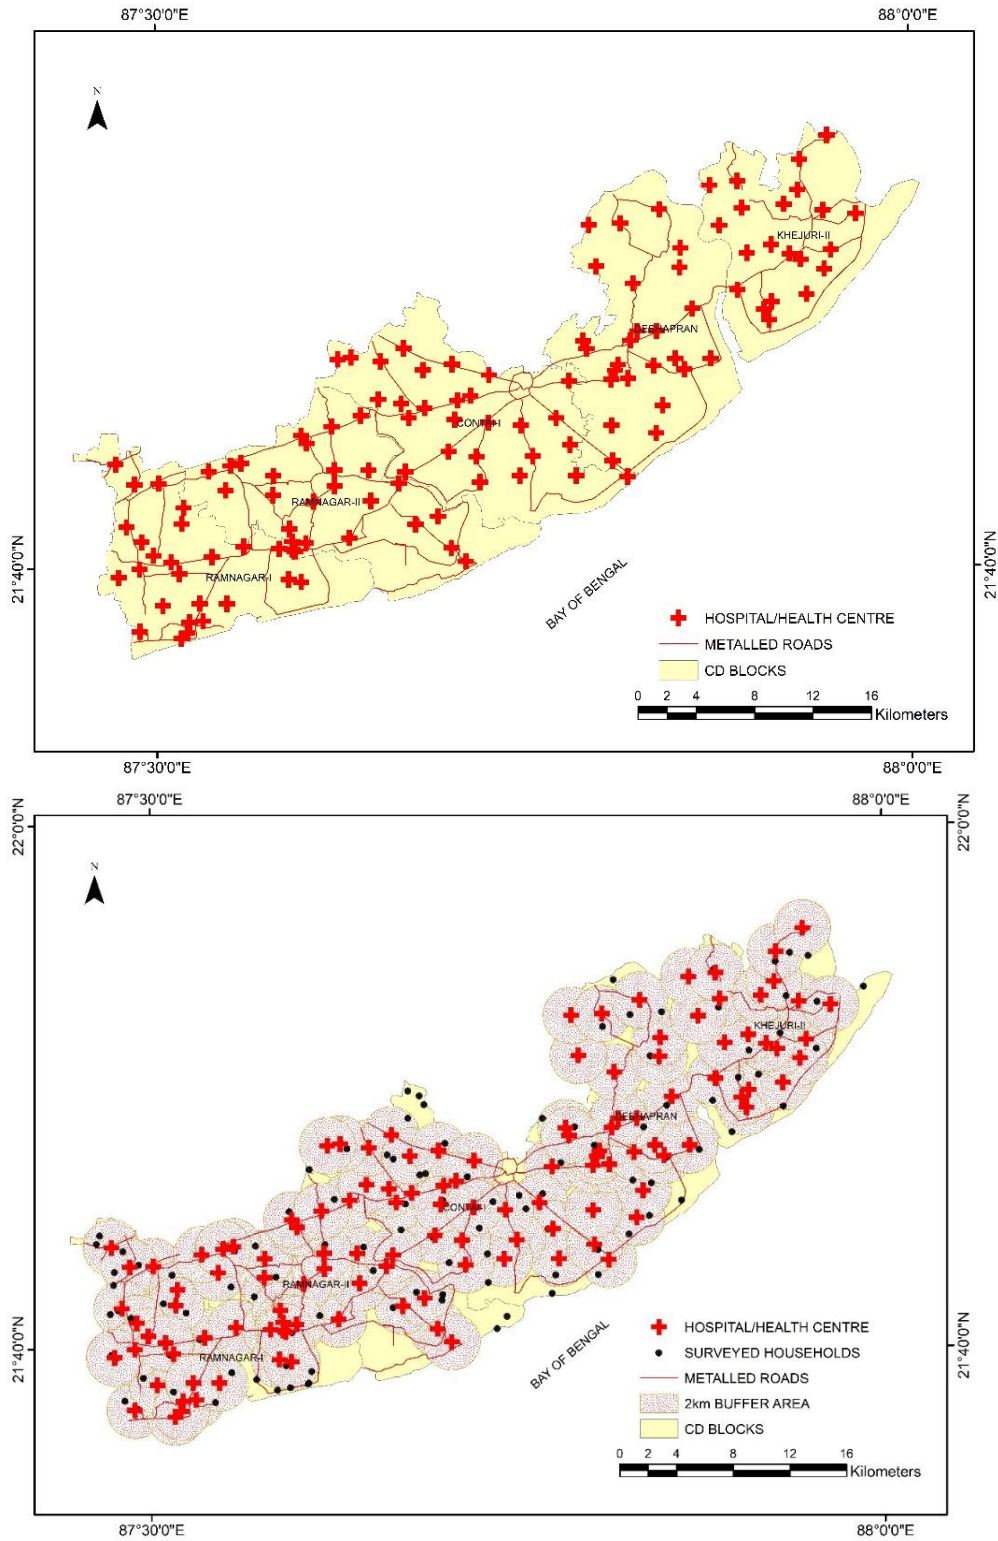 87°30'0"E
88°0'0"E
N
KHEJURI-II
DESHAPRAN
CONTAI-I
RAMNAGAR-II
21°40'0"N
21°40'0"N
RAMNAGAR-I
BAY OF BENGAL
HOSPITAL/HEALTH CENTRE
METALLED ROADS
CD BLOCKS
0 2 4 8 12 16
Kilometers
87°30'0"E
88°0'0"E
87°30'0"E
88°0'0"E
22°0'0"N
22°0'0"N
N
KHEJURI-II
DESHAPRAN
CONTAI-I
RAMNAGAR-II
21°40'0"N
21°40'0"N
RAMNAGAR-I
BAY OF BENGAL
HOSPITAL/HEALTH CENTRE
SURVEYED HOUSEHOLDS
METALLED ROADS
2km BUFFER AREA
CD BLOCKS
0 2 4 8 12 16
Kilometers
87°30'0"E
88°0'0"E